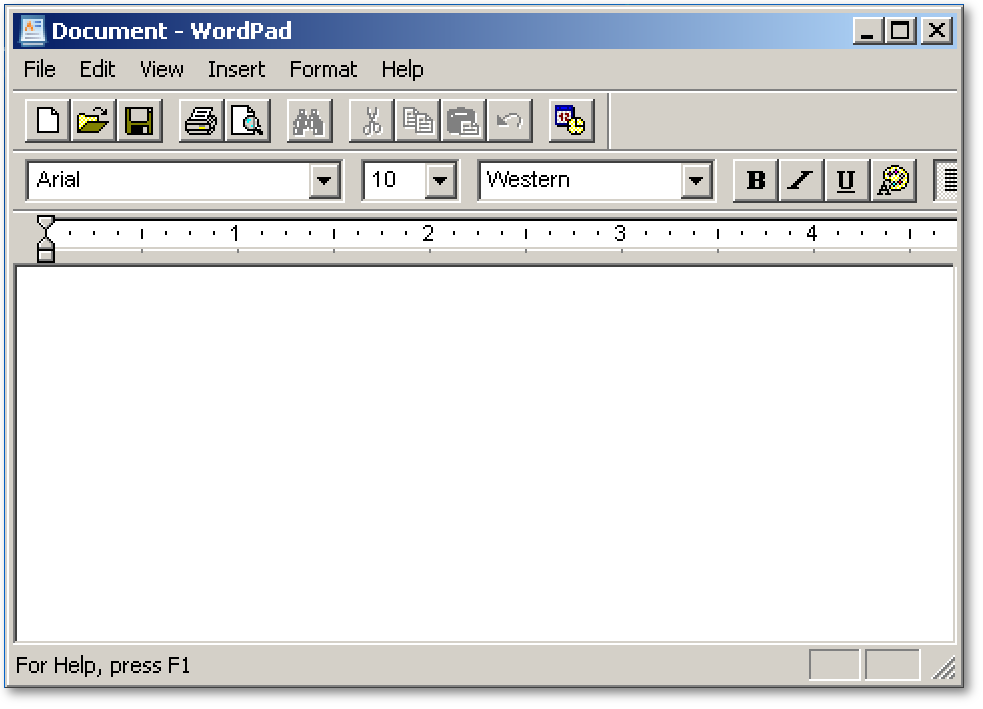 Document - WordPad
File Edit View Insert Format Help
12
Arial 10 Western B I U A
1 2 3 4
For Help, press F1